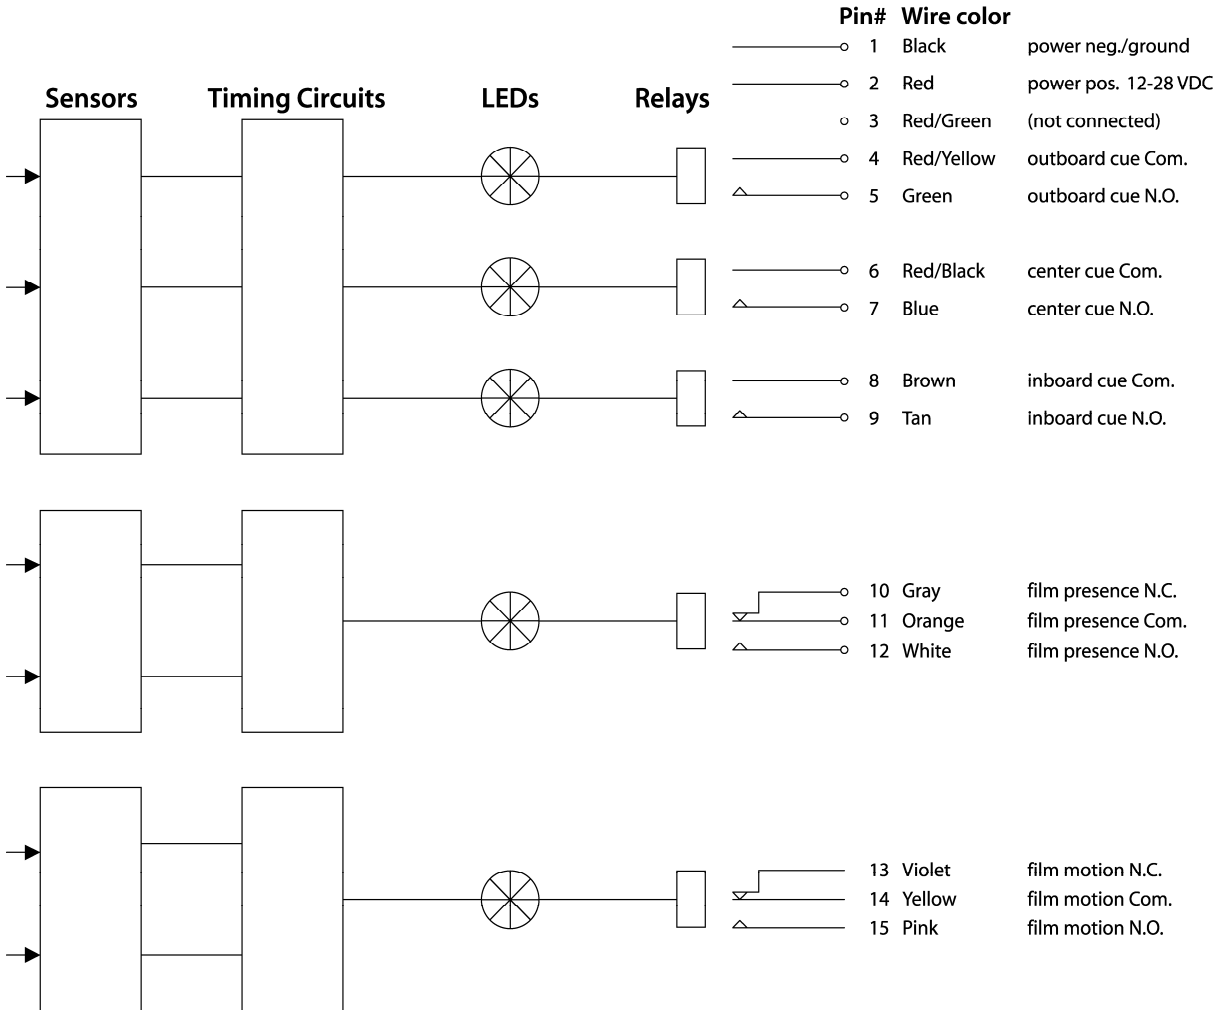 Pin# Wire color
1 Black power neg./ground
2 Red power pos. 12-28 VDC
Sensors Timing Circuits LEDs Relays
3 Red/Green (not connected)
4 Red/Yellow outboard cue Com.
5 Green outboard cue N.O.
6 Red/Black center cue Com.
7 Blue center cue N.O.
8 Brown inboard cue Com.
9 Tan inboard cue N.O.
10 Gray film presence N.C.
11 Orange film presence Com.
12 White film presence N.O.
13 Violet film motion N.C.
14 Yellow film motion Com.
15 Pink film motion N.O.